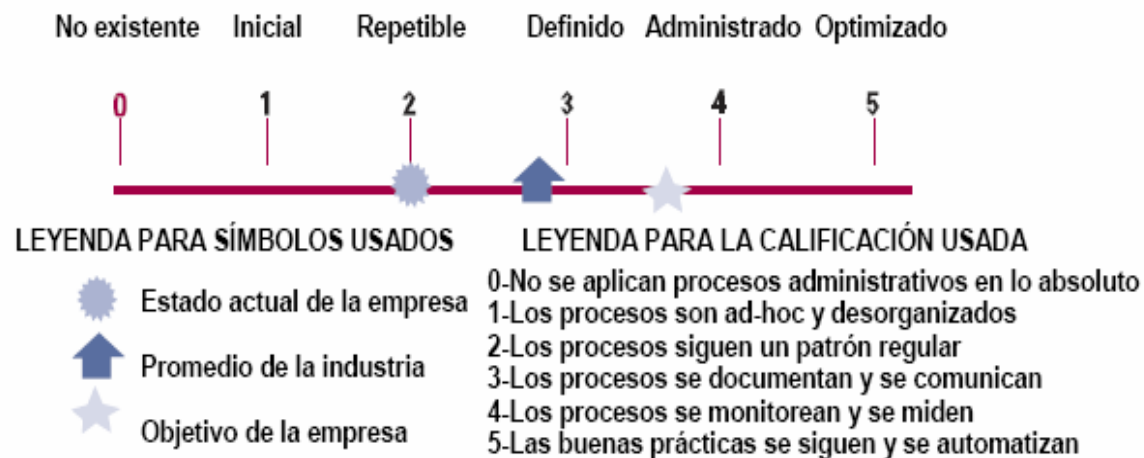 No existente Inicial Repetible Definido Administrado Optimizado
0 1 2 3 4 5
LEYENDA PARA SÍMBOLOS USADOS
Estado actual de la empresa
Promedio de la industria
Objetivo de la empresa
LEYENDA PARA LA CALIFICACIÓN USADA
0-No se aplican procesos administrativos en lo absoluto
1-Los procesos son ad-hoc y desorganizados
2-Los procesos siguen un patrón regular
3-Los procesos se documentan y se comunican
4-Los procesos se monitorean y se miden
5-Las buenas prácticas se siguen y se automatizan